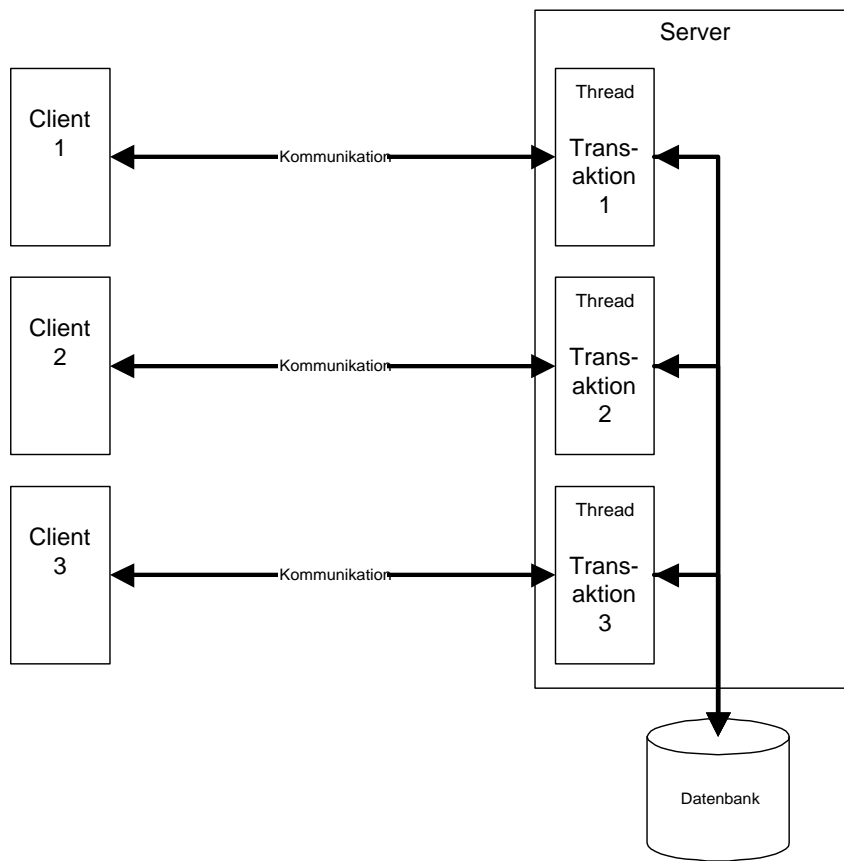 Server
Client
1
Kommunikation
Thread
Trans-
aktion
1
Client
2
Kommunikation
Thread
Trans-
aktion
2
Client
3
Kommunikation
Thread
Trans-
aktion
3
Datenbank